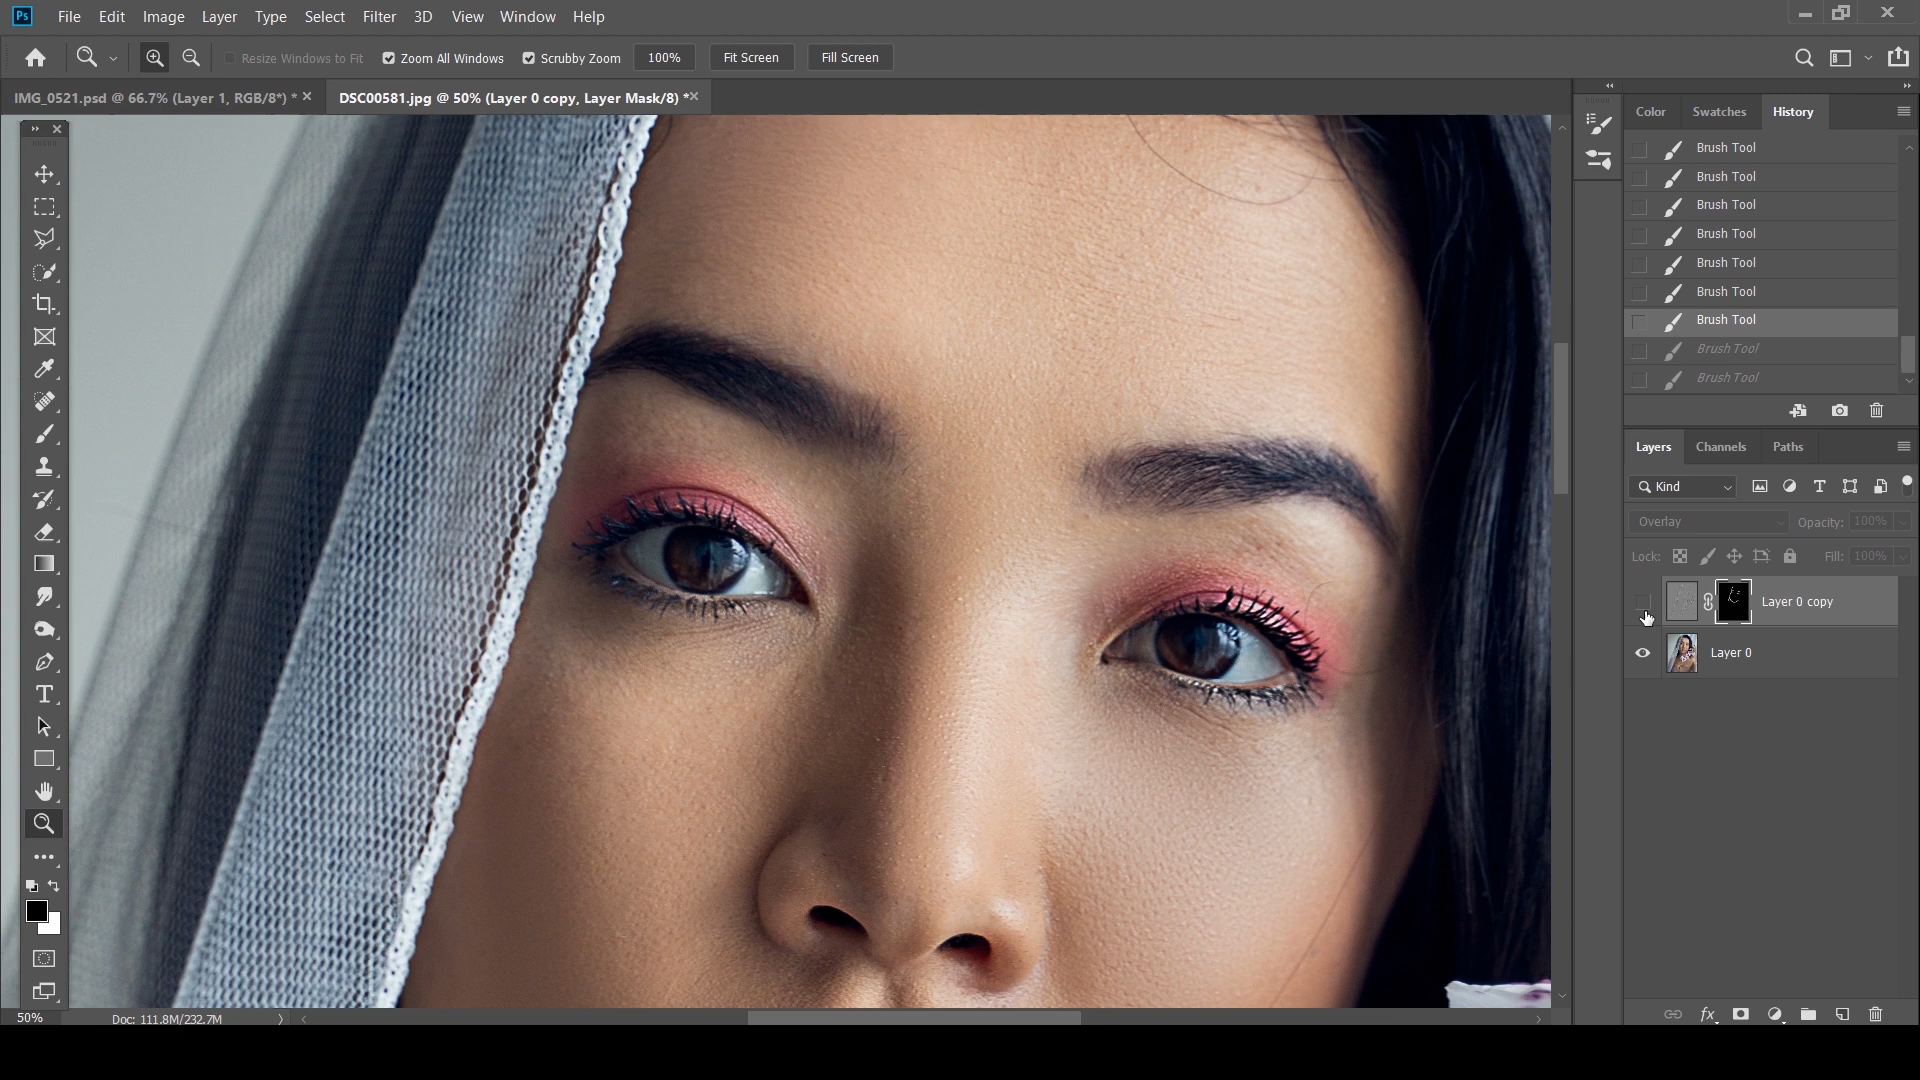 Ps File Edit Image Layer Type Select Filter 3D View Window Help
Resize Windows to Fit Zoom All Windows Scrubby Zoom 100% Fit Screen Fill Screen
IMG_0521.psd @ 66.7% (Layer 1, RGB/8*) * DSC00581.jpg @ 50% (Layer 0 copy, Layer Mask/8) *
Color Swatches History
Brush Tool
Brush Tool
Brush Tool
Brush Tool
Brush Tool
Brush Tool
Brush Tool
Brush Tool
Brush Tool
Layers Channels Paths
Kind
Overlay Opacity: 100%
Lock: Fill: 100%
Layer 0 copy
Layer 0
fx
50% Doc: 111.8M/232.7M